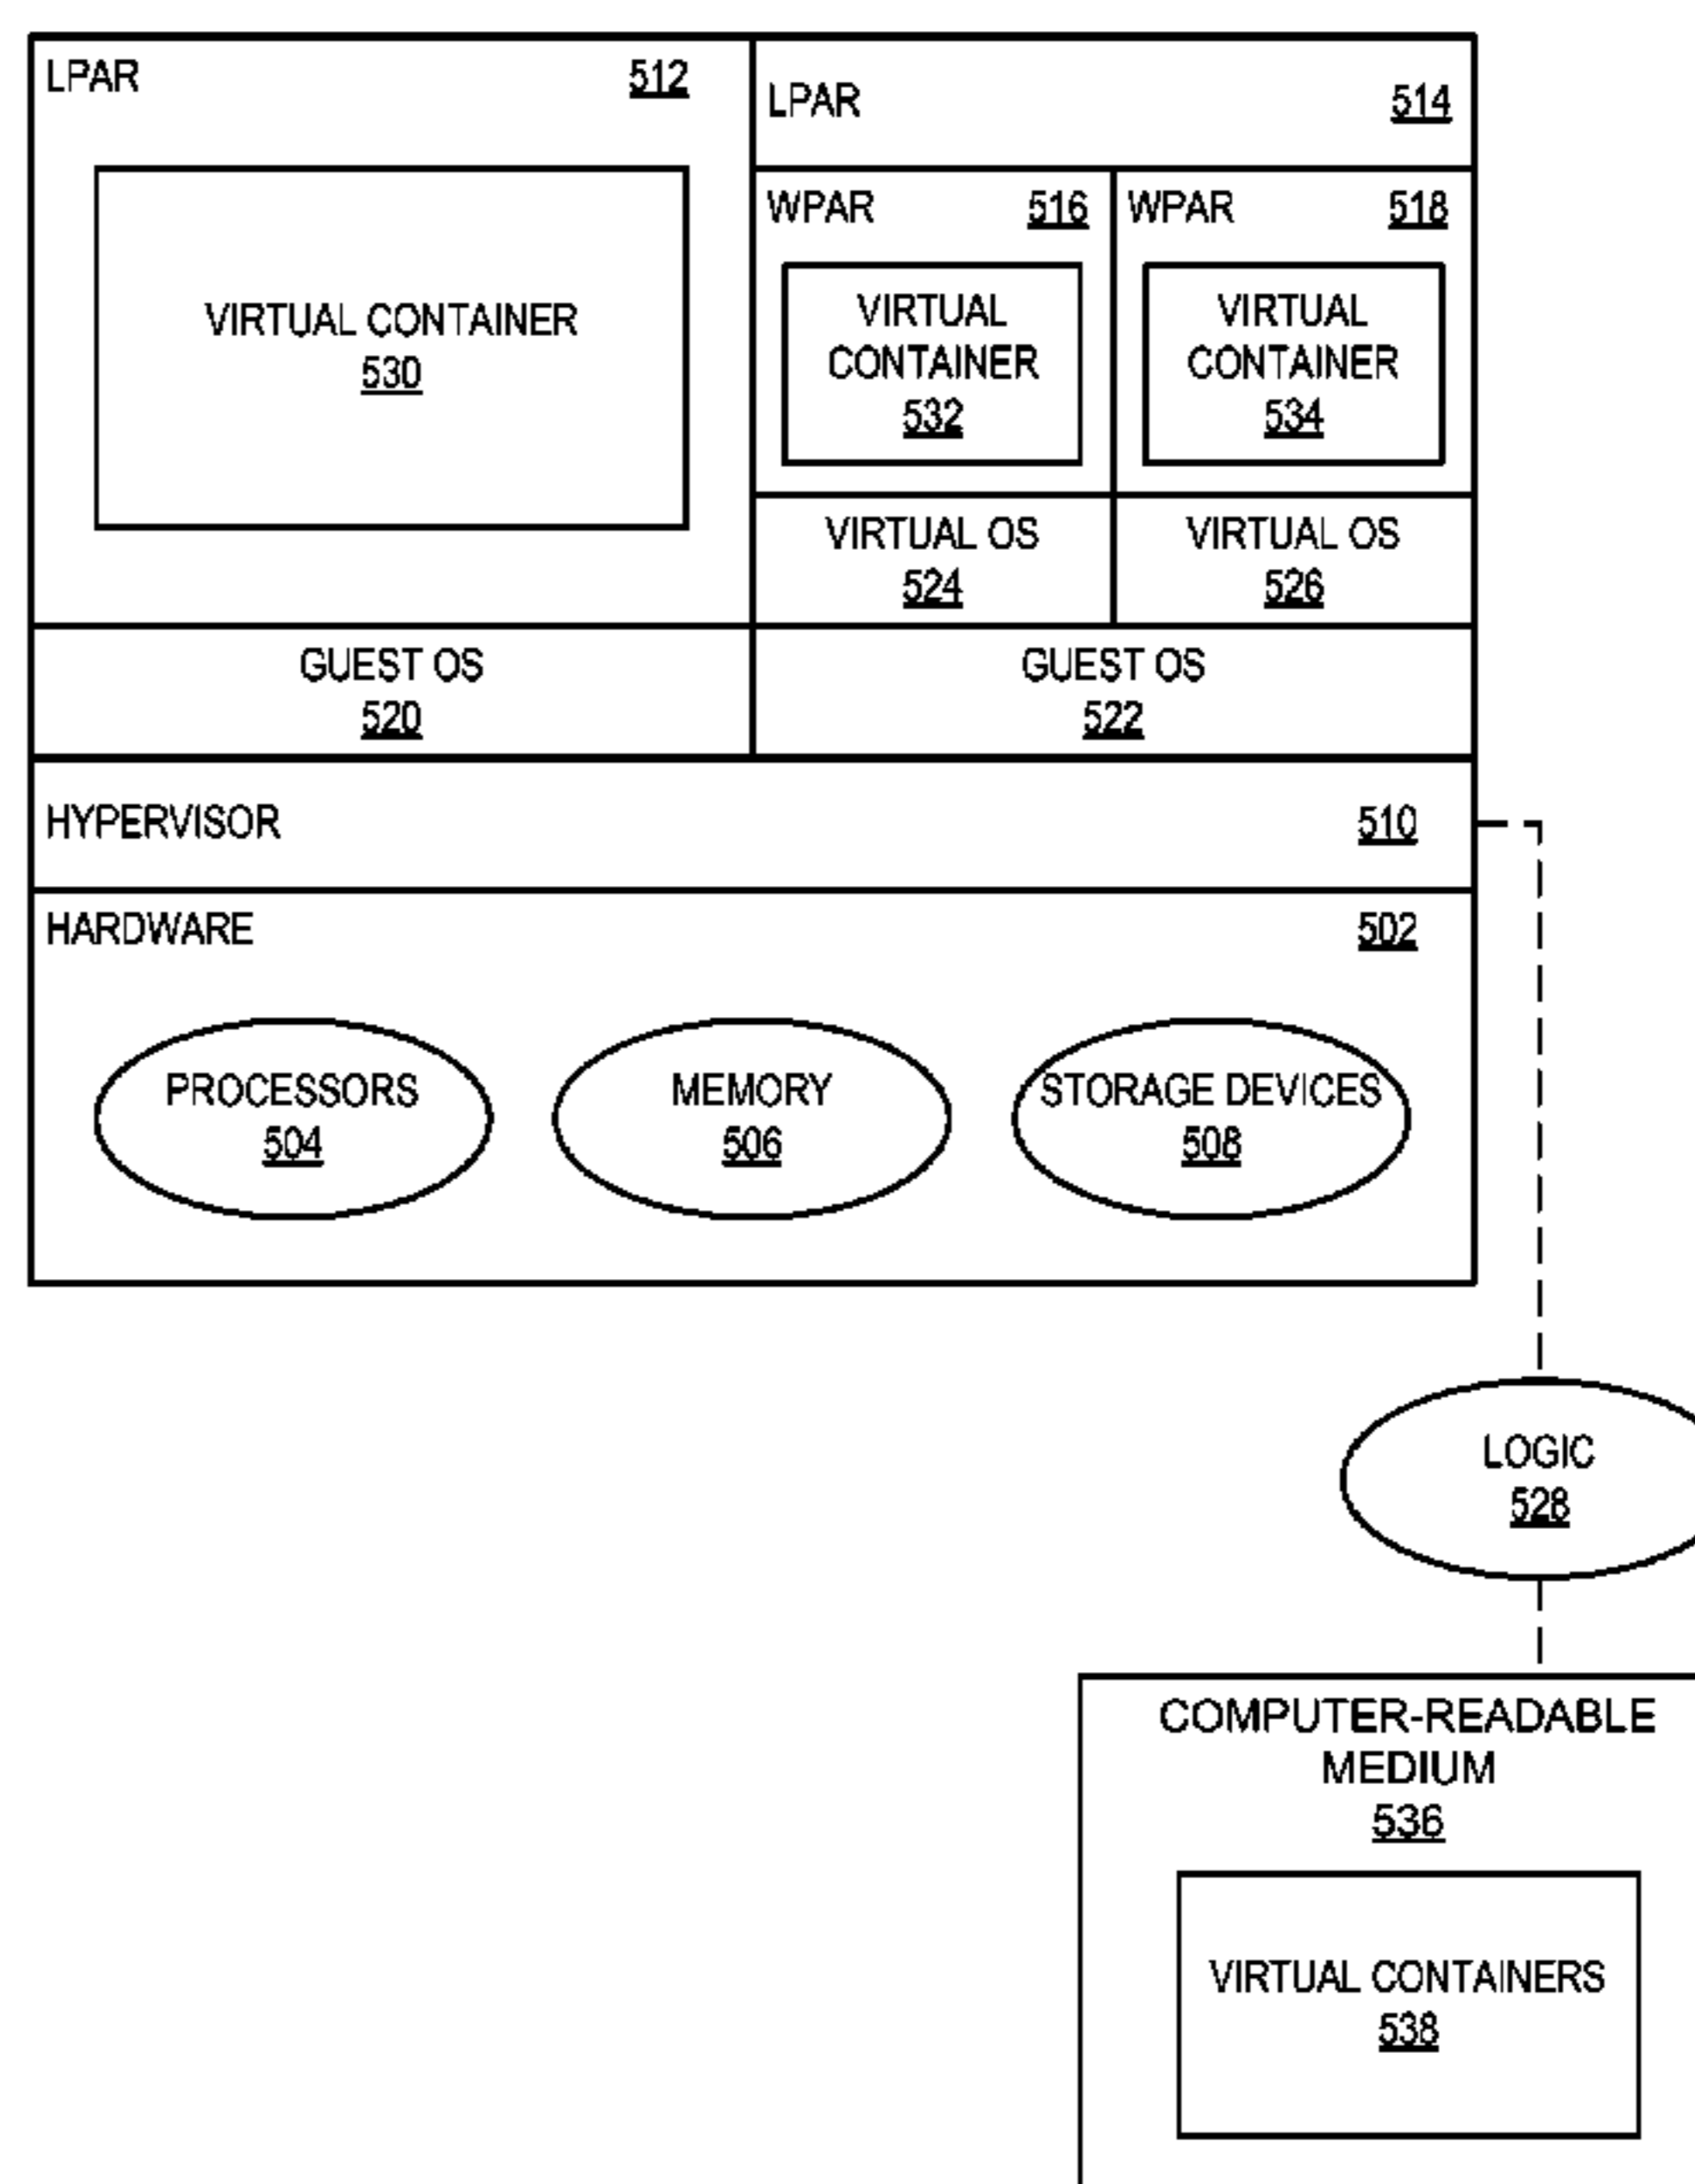 LPAR 512
LPAR 514
VIRTUAL CONTAINER
530
WPAR 516
VIRTUAL
CONTAINER
532
WPAR 518
VIRTUAL
CONTAINER
534
VIRTUAL OS
524
VIRTUAL OS
526
GUEST OS
520
GUEST OS
522
HYPERVISOR 510
HARDWARE 502
PROCESSORS
504
MEMORY
506
STORAGE DEVICES
508
LOGIC
528
COMPUTER-READABLE
MEDIUM
536
VIRTUAL CONTAINERS
538